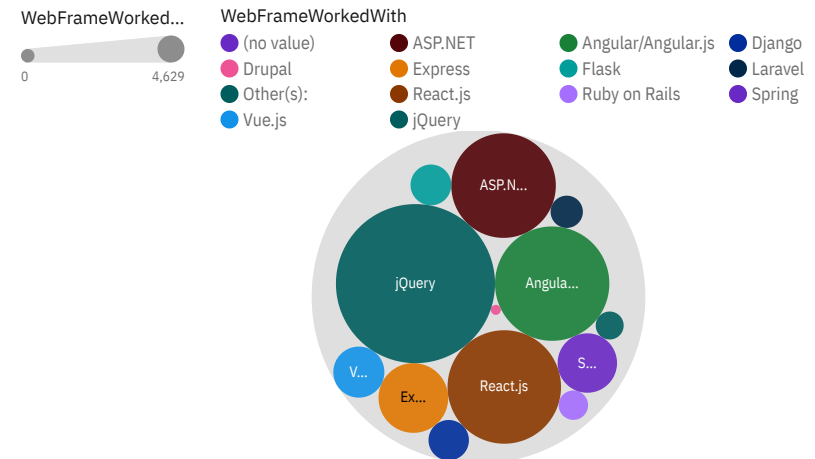 WebFrameWorked...
0 4,629
WebFrameWorkedWith
(no value) ASP.NET Angular/Angular.js Django
Drupal Express Flask Laravel
Other(s): React.js Ruby on Rails Spring
Vue.js jQuery
ASP.N...
jQuery Angula...
V... S...
Ex... React.js